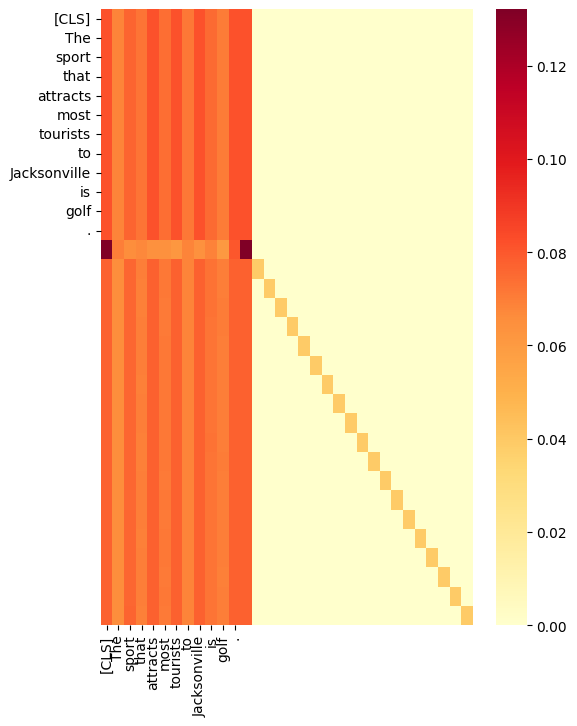 [CLS]
The
sport
that
attracts
most
tourists
to
Jacksonville
is
golf
.
0.12
0.10
0.08
0.06
0.04
0.02
0.00
[CLS]
The
sport
that
attracts
most
tourists
to
Jacksonville
is
golf
.